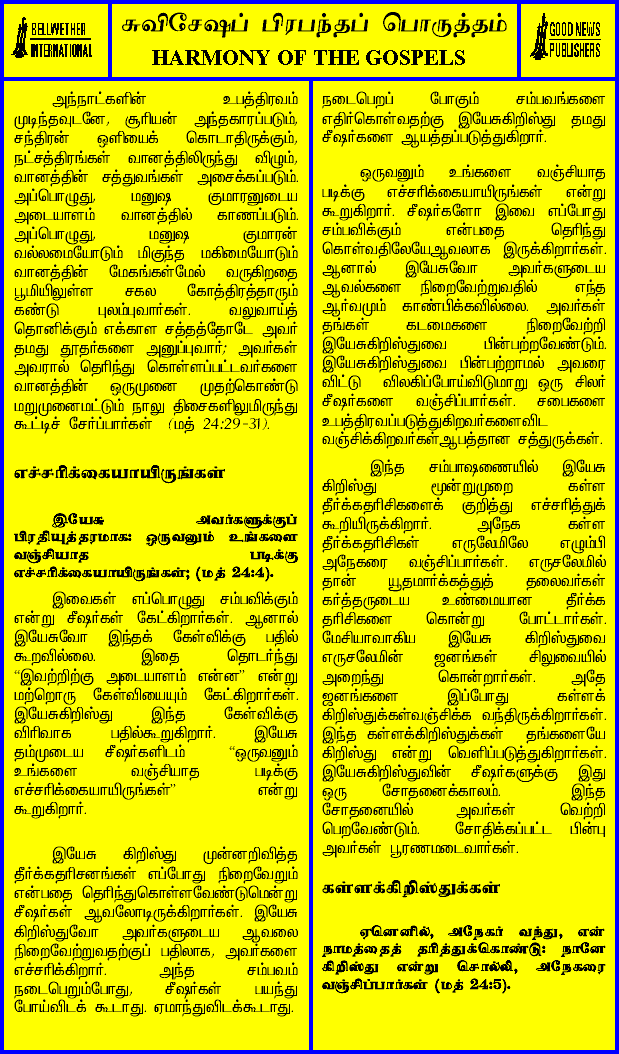 BELLWETHER
INTERNATIONAL
சுவிசேஷப் பிரபந்தப் பொருத்தம்
HARMONY OF THE GOSPELS
GOOD NEWS
PUBLISHERS
அந்நாட்களின் உபத்திரவம்
முடிந்தவுடனே, சூரியன் அந்தகாரப்படும்,
சந்திரன் ஒளியைக் கொடாதிருக்கும்,
நட்சத்திரங்கள் வானத்திலிருந்து விழும்,
வானத்தின் சத்துவங்கள் அசைக்கப்படும்.
அப்பொழுது, மனுஷ குமாரனுடைய
அடையாளம் வானத்தில் காணப்படும்.
அப்பொழுது, மனுஷ குமாரன்
வல்லமையோடும் மிகுந்த மகிமையோடும்
வானத்தின் மேகங்கள்மேல் வருகிறதை
பூமியிலுள்ள சகல கோத்திரத்தாரும்
கண்டு புலம்புவார்கள். வலுவாய்த்
தொனிக்கும் எக்காள சத்தத்தோடே அவர்
தமது தூதர்களை அனுப்புவார்; அவர்கள்
அவரால் தெரிந்து கொள்ளப்பட்டவர்களை
வானத்தின் ஒருமுனை முதற்கொண்டு
மறுமுனைமட்டும் நாலு திசைகளிலுமிருந்து
கூட்டிச் சேர்ப்பார்கள் (மத் 24:29-31).
எச்சரிக்கையாயிருங்கள்
இயேசு அவர்களுக்குப்
பிரதியுத்தரமாக: ஒருவனும் உங்களை
வஞ்சியாத படிக்கு
எச்சரிக்கையாயிருங்கள்; (மத் 24:4).
இவைகள் எப்பொழுது சம்பவிக்கும்
என்று சீஷர்கள் கேட்கிறார்கள். ஆனால்
இயேசுவோ இந்தக் கேள்விக்கு பதில்
கூறவில்லை. இதை தொடர்ந்து
“இவற்றிற்கு அடையாளம் என்ன” என்று
மற்றொரு கேள்வியையும் கேட்கிறார்கள்.
இயேசுகிறிஸ்து இந்த கேள்வியக்கு
விரிவாக பதில்கூறுகிறார். இயேசு
தம்முடைய சீஷர்களிடம் “ஒருவனும்
உங்களை வஞ்சியாத படிக்கு
எச்சரிக்கையாயிருங்கள்” என்று
கூறுகிறார்.
இயேசு கிறிஸ்து முன்னறிவித்த
தீர்க்கதரிசனங்கள் எப்போது நிறைவேறும்
என்பதை தெரிந்துகொள்ளவேண்டுமென்று
சீஷர்கள் ஆவலோடிருக்கிறார்கள். இயேசு
கிறிஸ்துவோ அவர்களுடைய ஆவலை
நிறைவேற்றுவதற்குப் பதிலாக, அவர்களை
எச்சரிக்கிறார். அந்த சம்பவம்
நடைபெறும்போது, சீஷர்கள் பயந்து
போய்விடக் கூடாது. ஏமாந்துவிடக்கூடாது.
நடைபெறப் போகும் சம்பவங்களை
எதிர்கொள்வதற்கு இயேசுகிறிஸ்து தமது
சீஷர்களை ஆயத்தப்படுத்துகிறார்.
ஒருவனும் உங்களை வஞ்சியாத
படிக்கு எச்சரிக்கையாயிருங்கள் என்று
கூறுகிறார். சீஷர்களோ இவை எப்போது
சம்பவிக்கும் என்பதை தெரிந்து
கொள்வதிலேயேஆவலாக இருக்கிறார்கள்.
ஆனால் இயேசுவோ அவர்களுடைய
ஆவல்களை நிறைவேற்றுவதில் எந்த
ஆர்வமும் காண்பிக்கவில்லை. அவர்கள்
தங்கள் கடமைகளை நிறைவேற்றி
இயேசுகிறிஸ்துவை பின்பற்றவேண்டும்.
இயேசுகிறிஸ்துவை பின்பற்றாமல் அவரை
விட்டு விலகிப்போய்விடுமாறு ஒரு சிலர்
சீஷர்களை வஞ்சிப்பார்கள். சபைகளை
உபத்திரவப்படுத்துகிறவர்களைவிட
வஞ்சிக்கிறவர்கள்ஆபத்தான சத்துருக்கள்.
இந்த சம்பாஷணையில் இயேசு
கிறிஸ்து மூன்றுமுறை கள்ள
தீர்க்கதரிசிகளைக் குறித்து எச்சரித்துக்
கூறியிருக்கிறார். அநேக கள்ள
தீர்க்கதரிசிகள் எருலேமிலே எழும்பி
அநேகரை வஞ்சிப்பார்கள். எருசலேமில்
தான் யூதமார்க்கத்துத் தலைவர்கள்
கர்த்தருடைய உண்மையான தீர்க்க
தரிசிகளை கொன்று போட்டார்கள்.
மேசியாவாகிய இயேசு கிறிஸ்துவை
எருசலேமின் ஜனங்கள் சிலுவையில்
அறைந்து கொன்றார்கள். அதே
ஜனங்களை இப்போது கள்ளக்
கிறிஸ்துக்கள்வஞ்சிக்க வந்திருக்கிறார்கள்.
இந்த கள்ளக்கிறிஸ்துக்கள் தங்களையே
கிறிஸ்து என்று வெளிப்படுத்துகிறார்கள்.
இயேசுகிறிஸ்துவின் சீஷர்களுக்கு இது
ஒரு சோதனைக்காலம். இந்த
சோதனையில் அவர்கள் வெற்றி
பெறவேண்டும். சோதிக்கப்பட்ட பின்பு
அவர்கள் பூரணமடைவார்கள்.
கள்ளக்கிறிஸ்துக்கள்
ஏனெனில், அநேகர் வந்து, என்
நாமத்தைத் தரித்துக்கொண்டு: நானே
கிறிஸ்து என்று சொல்லி, அநேகரை
வஞ்சிப்பார்கள் (மத் 24:5).